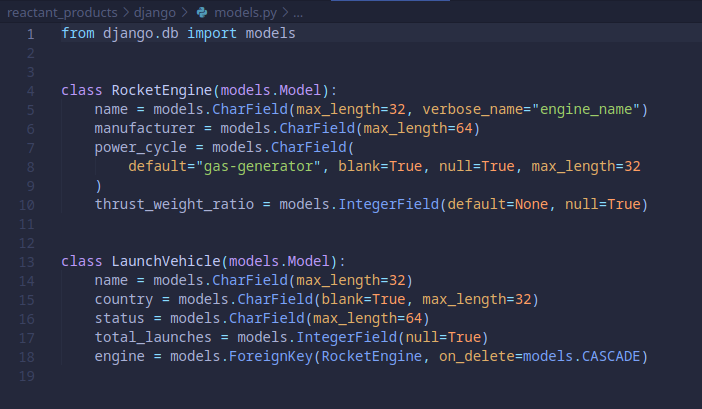 reactant_products > django > models.py > ...
1 from django.db import models
2
3
4 class RocketEngine(models.Model):
5     name = models.CharField(max_length=32, verbose_name="engine_name")
6     manufacturer = models.CharField(max_length=64)
7     power_cycle = models.CharField(
8         default="gas-generator", blank=True, null=True, max_length=32
9     )
10     thrust_weight_ratio = models.IntegerField(default=None, null=True)
11
12
13 class LaunchVehicle(models.Model):
14     name = models.CharField(max_length=32)
15     country = models.CharField(blank=True, max_length=32)
16     status = models.CharField(max_length=64)
17     total_launches = models.IntegerField(null=True)
18     engine = models.ForeignKey(RocketEngine, on_delete=models.CASCADE)
19